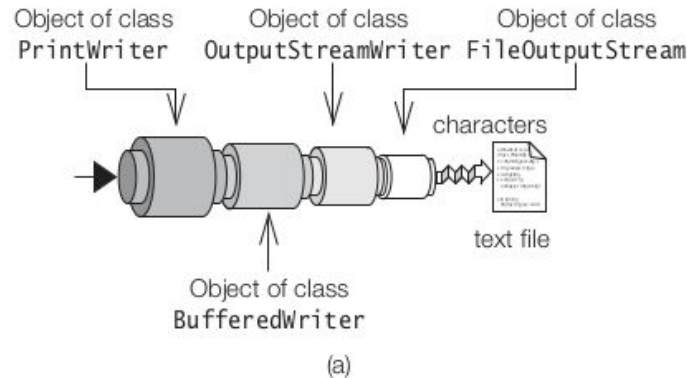 Object of class
PrintWriter
Object of class
OutputStreamWriter
Object of class
FileOutputStream
characters
text file
Object of class
BufferedWriter
(a)